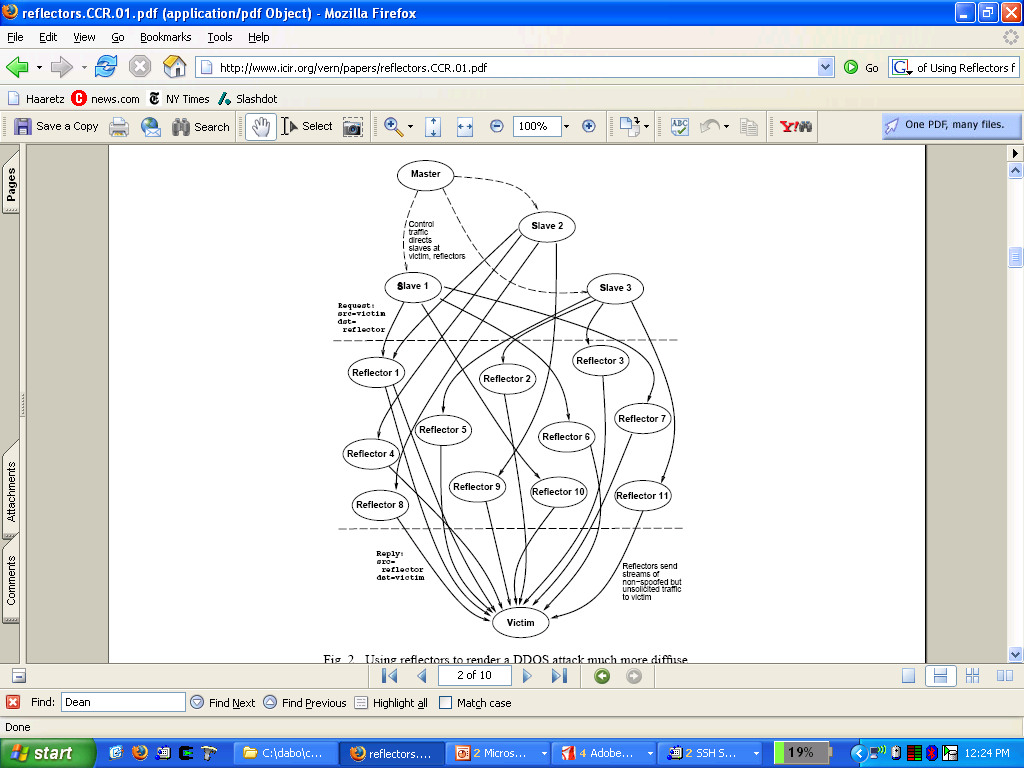 reflectors.CCR.01.pdf (application/pdf Object) - Mozilla Firefox
File Edit View Go Bookmarks Tools Help
http://www.icir.org/vern/papers/reflectors.CCR.01.pdf Go of Using Reflectors f
Haaretz news.com NY Times Slashdot
Save a Copy Search Select 100% Y! One PDF, many files.
Pages
Attachments
Comments
Master
Slave 2
Control
traffic
directs
slaves at
victim, reflectors
Slave 1
Slave 3
Request:
src=victim
dst=
reflector
Reflector 1
Reflector 2
Reflector 3
Reflector 5
Reflector 6
Reflector 7
Reflector 4
Reflector 9
Reflector 10
Reflector 11
Reflector 8
Reply:
src=
reflector
dst=victim
Reflectors send
streams of
non-spoofed but
unsolicited traffic
to victim
Victim
Fig. 2. Using reflectors to render a DDOS attack much more diffuse
2 of 10
Find: Dean Find Next Find Previous Highlight all Match case
Done
start C:\dabo\c... reflectors.... 2 Micros... 4 Adobe... 2 SSH S... 19% 12:24 PM